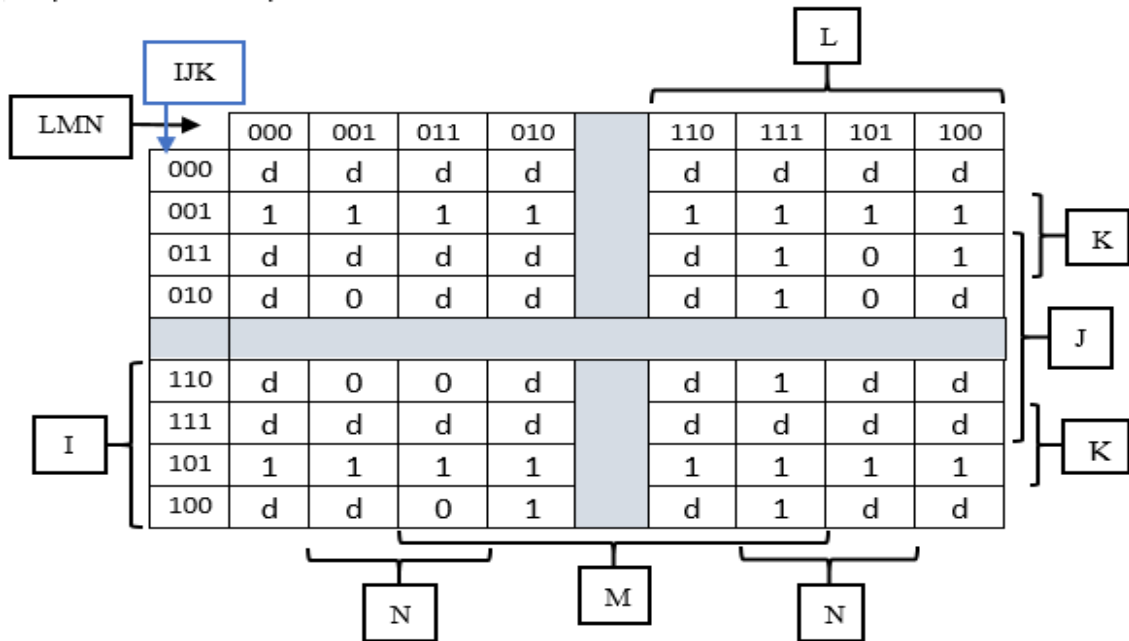 L
IJK
LMN
000 001 011 010 110 111 101 100
000 d d d d d d d d
001 1 1 1 1 1 1 1 1
K
011 d d d d d 1 0 1
010 d 0 d d d 1 0 d
J
110 d 0 0 d d 1 d d
111 d d d d d d d d
I
K
101 1 1 1 1 1 1 1 1
100 d d 0 1 d 1 d d
N M N